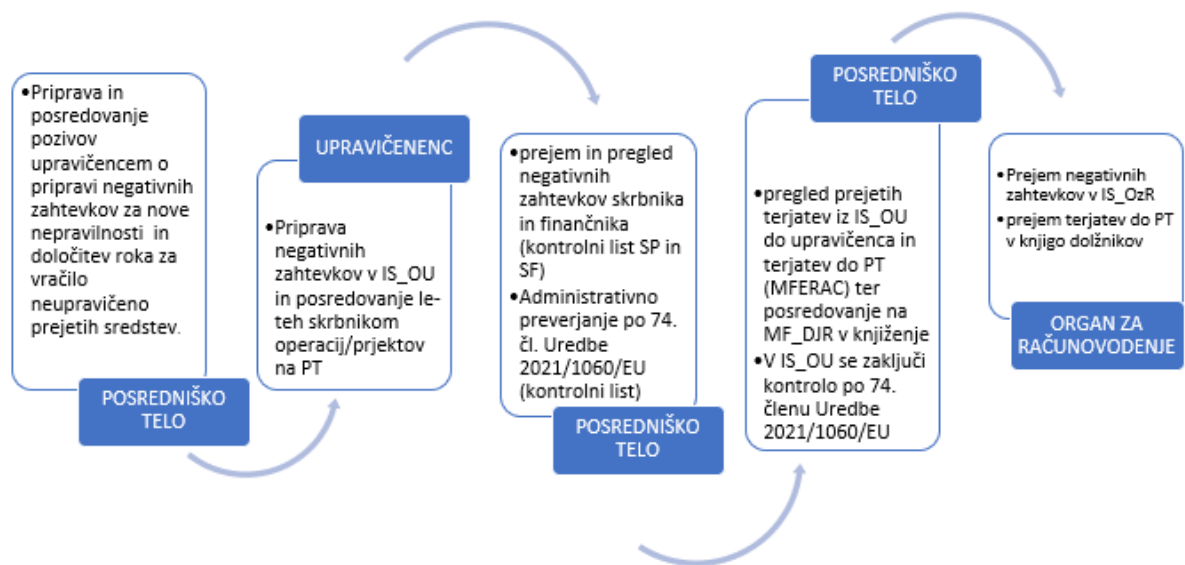 •Priprava in
posredovanje
pozivov
upravičencem o
pripravi negativnih
zahtevkov za nove
nepravilnosti in
določitev roka za
vračilo
neupravičeno
prejetih sredstev.
POSREDNIŠKO
TELO
UPRAVIČENENC
•Priprava
negativnih
zahtevkov v IS_OU
in posredovanje le-
teh skrbnikom
operacij/prjektov
na PT
•prejem in pregled
negativnih
zahtevkov skrbnika
in finančnika
(kontrolni list SP in
SF)
•Administrativno
preverjanje po 74.
čl. Uredbe
2021/1060/EU
(kontrolni list)
POSREDNIŠKO
TELO
POSREDNIŠKO
TELO
•pregled prejetih
terjatev iz IS_OU
do upravičenca in
terjatev do PT
(MFERAC) ter
posredovanje na
MF_DJR v knjiženje
•V IS_OU se zaključi
kontrolo po 74.
členu Uredbe
2021/1060/EU
•Prejem negativnih
zahtevkov v IS_OzR
•prejem terjatev do PT
v knjigo dolžnikov
ORGAN ZA
RAČUNOVODENJE